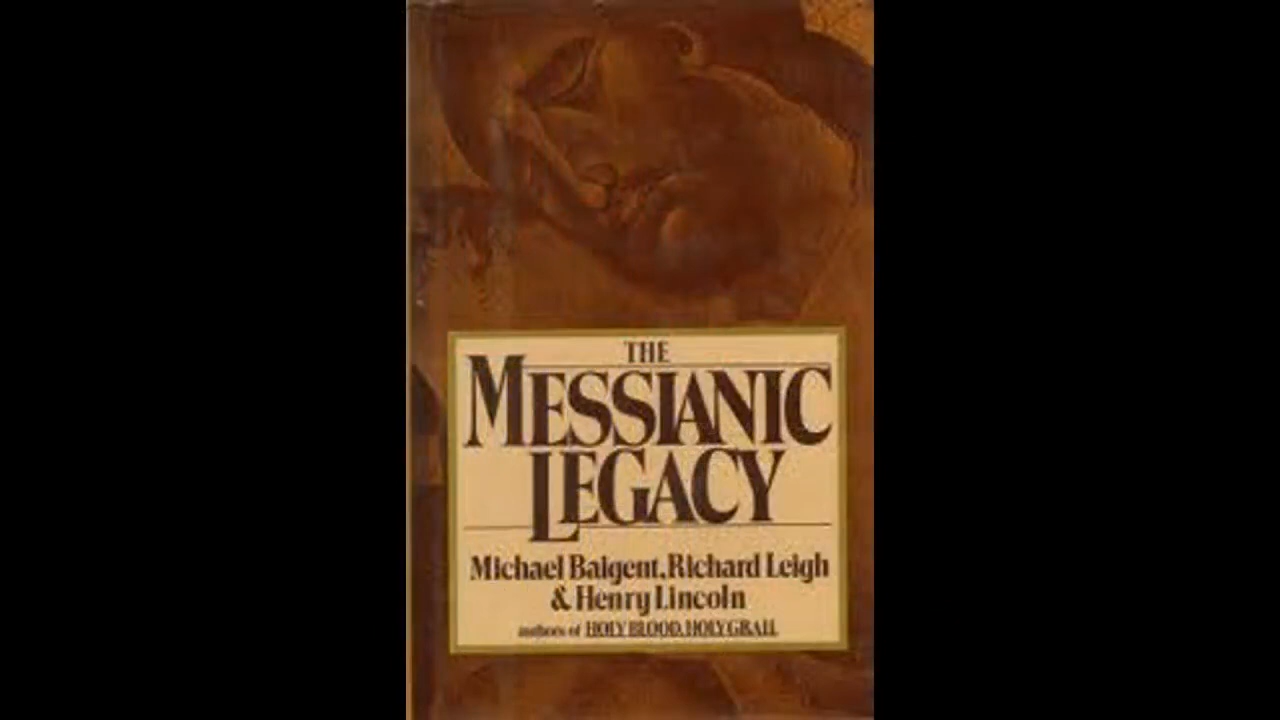 THE
MESSIANIC
LEGACY
Michael Baigent, Richard Leigh
& Henry Lincoln
authors of HOLY BLOOD, HOLY GRAIL